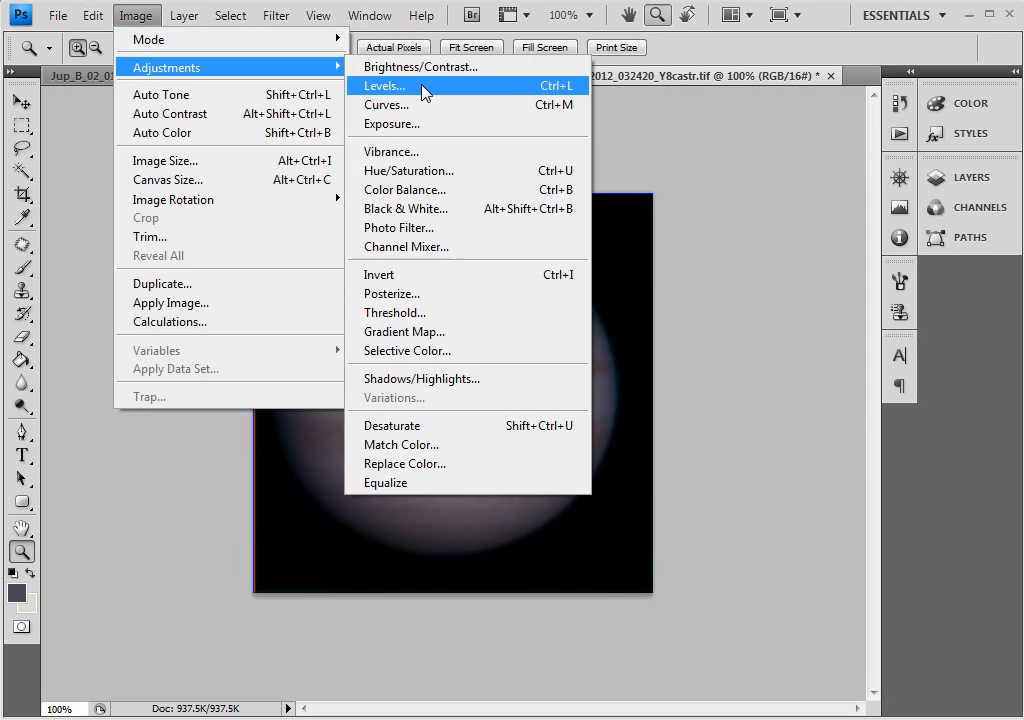 Ps File Edit Image Layer Select Filter View Window Help Br 100% ESSENTIALS
Actual Pixels Fit Screen Fill Screen Print Size
Jup_B_02_01 2012_032420_Y8castr.tif @ 100% (RGB/16#) *
Mode
Adjustments
Auto Tone Shift+Ctrl+L
Auto Contrast Alt+Shift+Ctrl+L
Auto Color Shift+Ctrl+B
Image Size... Alt+Ctrl+I
Canvas Size... Alt+Ctrl+C
Image Rotation
Crop
Trim...
Reveal All
Duplicate...
Apply Image...
Calculations...
Variables
Apply Data Set...
Trap...
Brightness/Contrast...
Levels... Ctrl+L
Curves... Ctrl+M
Exposure...
Vibrance...
Hue/Saturation... Ctrl+U
Color Balance... Ctrl+B
Black & White... Alt+Shift+Ctrl+B
Photo Filter...
Channel Mixer...
Invert Ctrl+I
Posterize...
Threshold...
Gradient Map...
Selective Color...
Shadows/Highlights...
Variations...
Desaturate Shift+Ctrl+U
Match Color...
Replace Color...
Equalize
COLOR
STYLES
LAYERS
CHANNELS
PATHS
100% Doc: 937.5K/937.5K